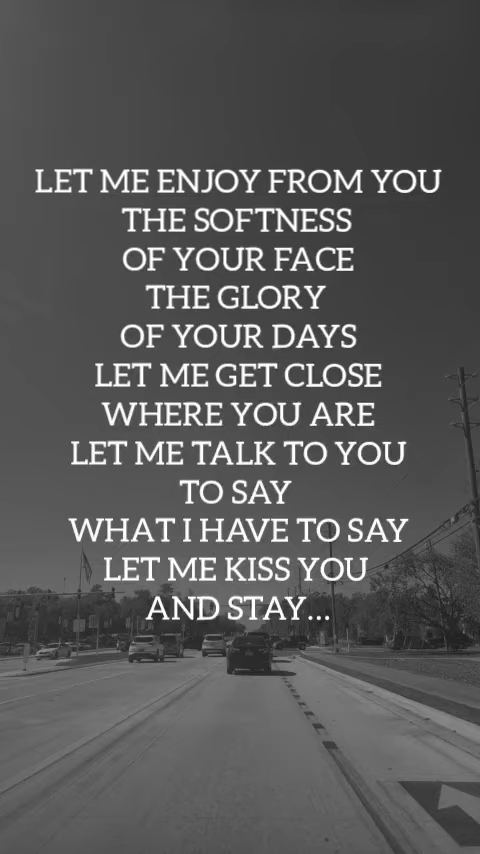 LET ME ENJOY FROM YOU
THE SOFTNESS
OF YOUR FACE
THE GLORY
OF YOUR DAYS
LET ME GET CLOSE
WHERE YOU ARE
LET ME TALK TO YOU
TO SAY
WHAT I HAVE TO SAY
LET ME KISS YOU
AND STAY...